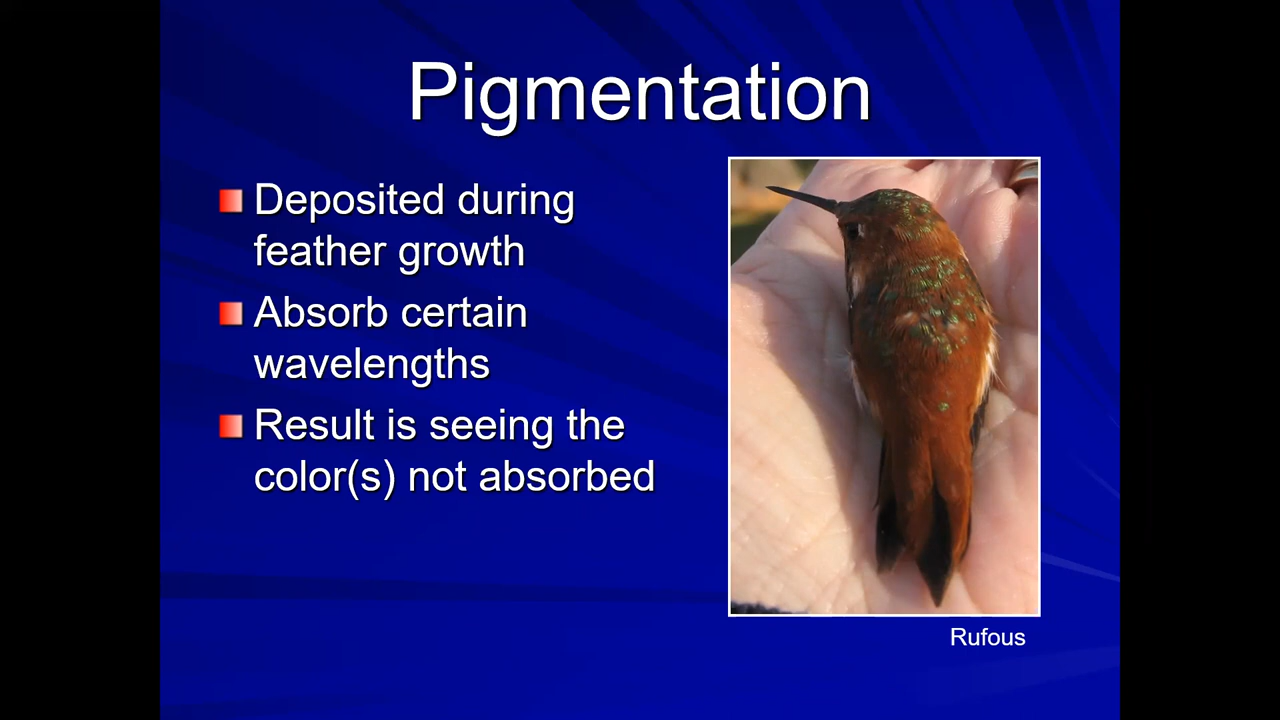 Pigmentation
Deposited during
feather growth
Absorb certain
wavelengths
Result is seeing the
color(s) not absorbed
Rufous